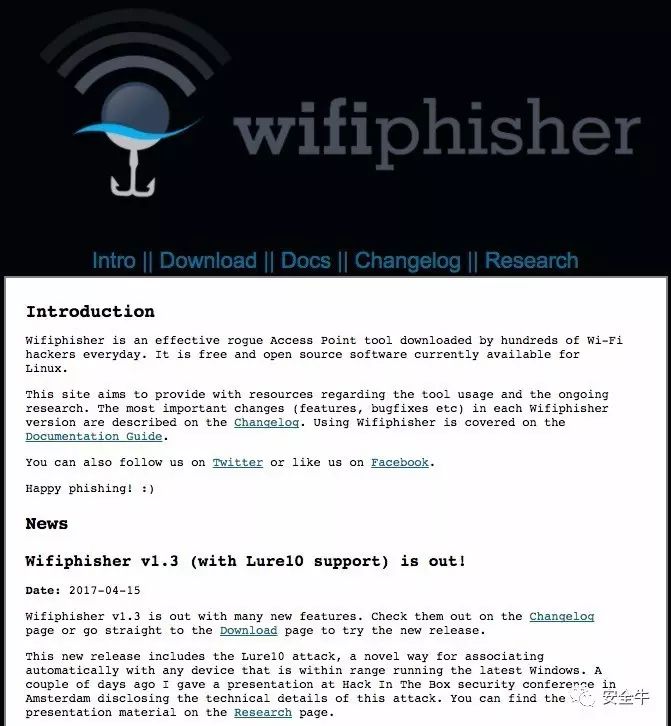 wifiphisher
Intro || Download || Docs || Changelog || Research
Introduction
Wifiphisher is an effective rogue Access Point tool downloaded by hundreds of Wi-Fi
hackers everyday. It is free and open source software currently available for
Linux.
This site aims to provide with resources regarding the tool usage and the ongoing
research. The most important changes (features, bugfixes etc) in each Wifiphisher
version are described on the Changelog. Using Wifiphisher is covered on the
Documentation Guide.
You can also follow us on Twitter or like us on Facebook.
Happy phishing! :)
News
Wifiphisher v1.3 (with Lure10 support) is out!
Date: 2017-04-15
Wifiphisher v1.3 is out with many new features. Check them out on the Changelog
page or go straight to the Download page to try the new release.
This new release includes the Lure10 attack, a novel way for associating
automatically with any device that is within range running the latest Windows. A
couple of days ago I gave a presentation at Hack In The Box security conference in
Amsterdam disclosing the technical details of this attack. You can find the
presentation material on the Research page.
安全牛